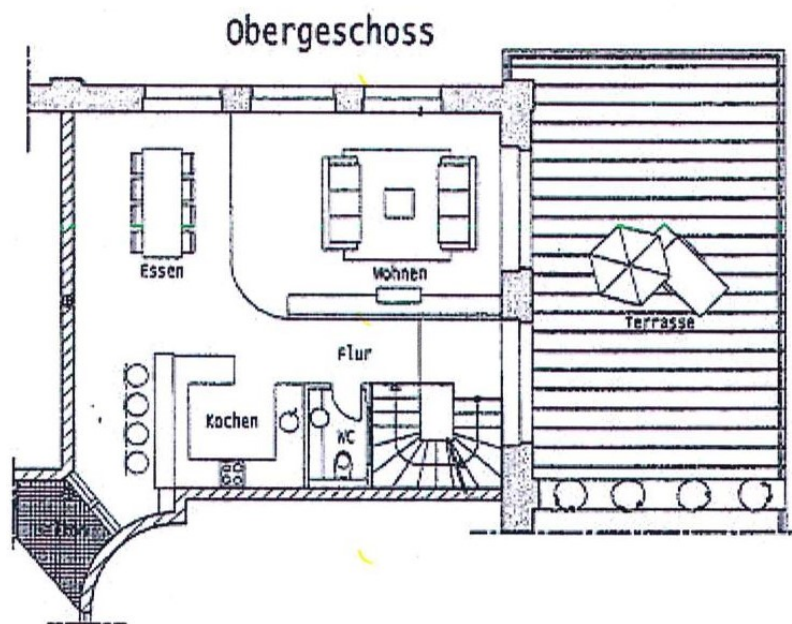 Obergeschoss
Essen
Wohnen
Terrasse
Flur
Kochen
WC